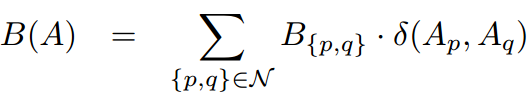 B(A) = ∑_{{p,q}∈𝒩} B_{{p,q}} · δ(A_p, A_q)